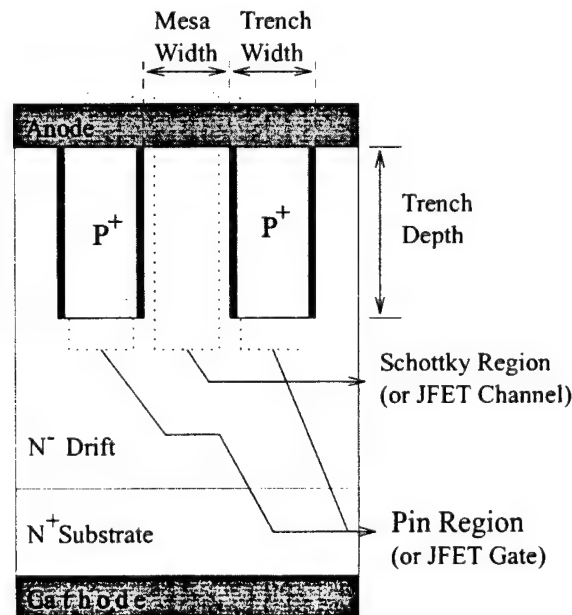 Mesa Width
Trench Width
Anode
P+
P+
Trench Depth
Schottky Region
(or JFET Channel)
N- Drift
N+Substrate
Pin Region
(or JFET Gate)
Cathode